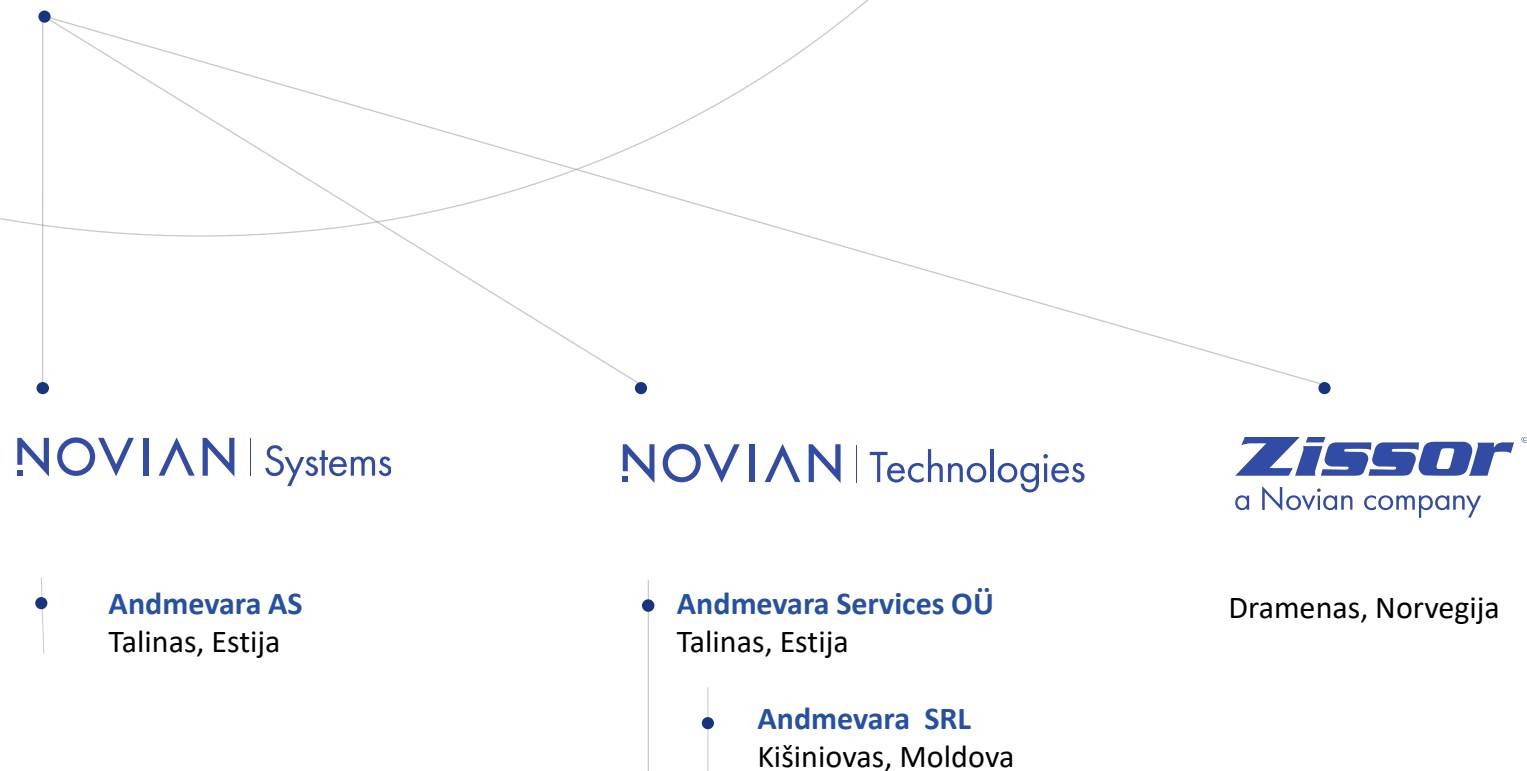 NOVIAN | Systems
Andmevara AS
Talinas, Estija
NOVIAN | Technologies
Andmevara Services OÜ
Talinas, Estija
Andmevara SRL
Kišiniovas, Moldova
Zissor®
a Novian company
Dramenas, Norvegija